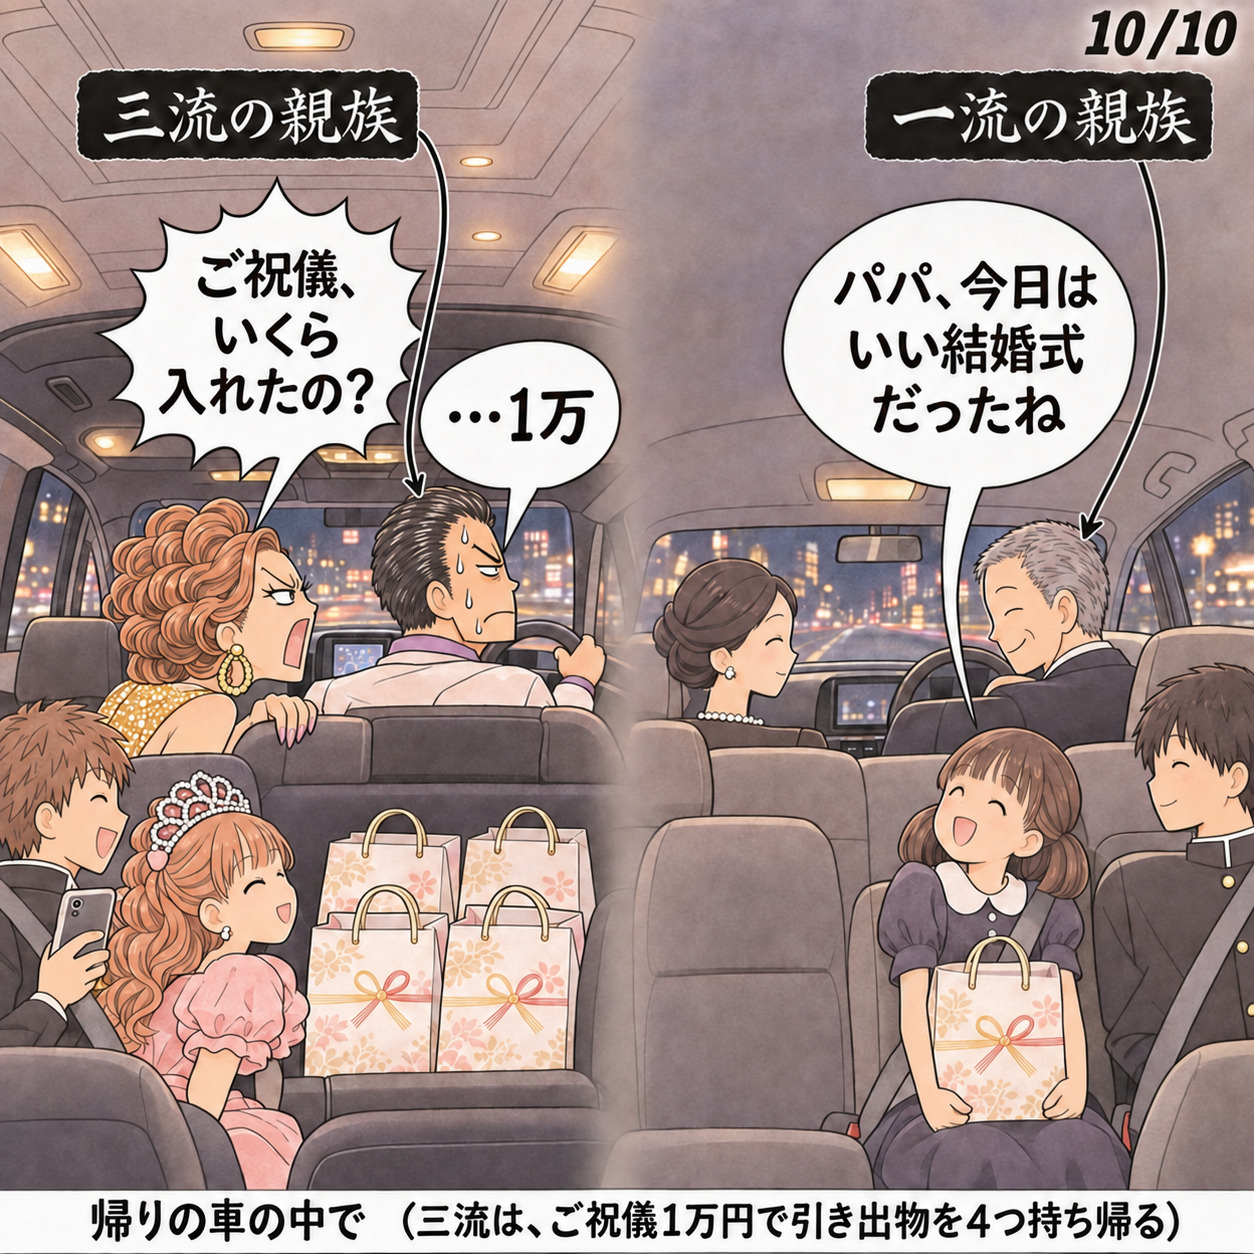 10/10
三流の親族
一流の親族
ご祝儀、
いくら
入れたの?
…1万
パパ、今日は
いい結婚式
だったね
帰りの車の中で (三流は、ご祝儀1万円で引き出物を4つ持ち帰る)